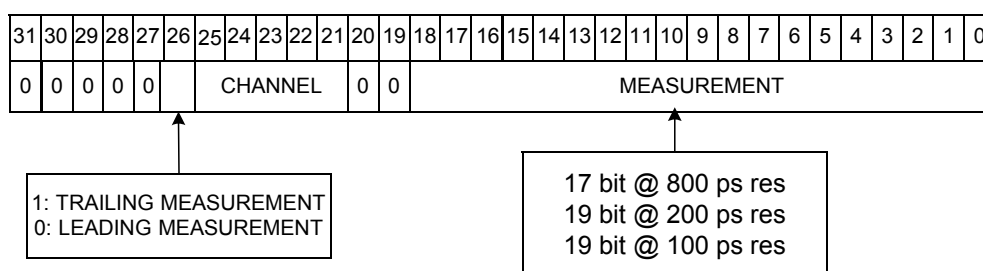 31 30 29 28 27 26 25 24 23 22 21 20 19 18 17 16 15 14 13 12 11 10 9 8 7 6 5 4 3 2 1 0
0 0 0 0 0 CHANNEL 0 0 MEASUREMENT
1: TRAILING MEASUREMENT
0: LEADING MEASUREMENT
17 bit @ 800 ps res
19 bit @ 200 ps res
19 bit @ 100 ps res